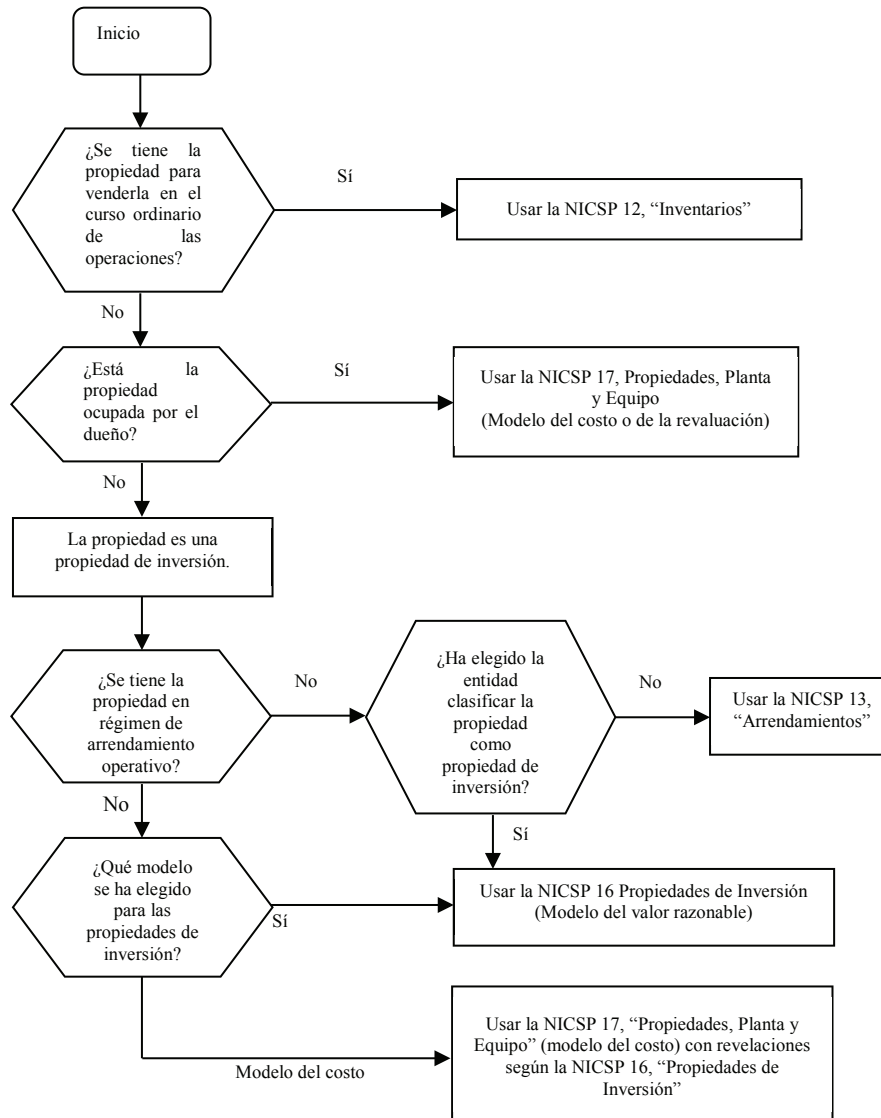 Inicio
¿Se tiene la
propiedad para
venderla en el
curso ordinario
de las
operaciones?
Sí
Usar la NICSP 12, “Inventarios”
No
¿Está la
propiedad
ocupada por el
dueño?
Sí
Usar la NICSP 17, Propiedades, Planta
y Equipo
(Modelo del costo o de la revaluación)
No
La propiedad es una
propiedad de inversión.
¿Se tiene la
propiedad en
régimen de
arrendamiento
operativo?
No
¿Ha elegido la
entidad
clasificar la
propiedad
como
propiedad de
inversión?
No
Usar la NICSP 13,
“Arrendamientos”
No
Sí
¿Qué modelo
se ha elegido
para las
propiedades de
inversión?
Sí
Usar la NICSP 16 Propiedades de Inversión
(Modelo del valor razonable)
Modelo del costo
Usar la NICSP 17, “Propiedades, Planta y
Equipo” (modelo del costo) con revelaciones
según la NICSP 16, “Propiedades de
Inversión”